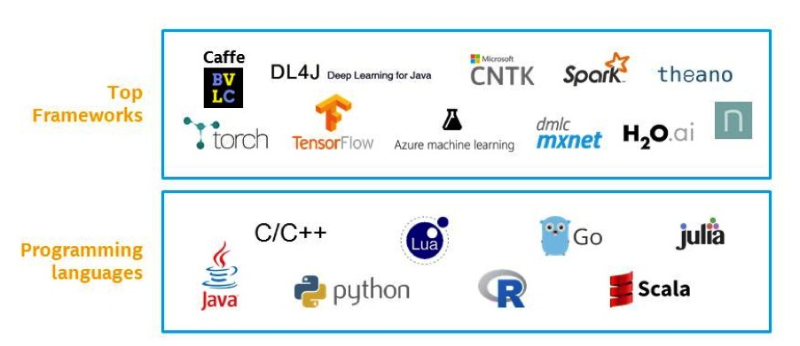 Top
Frameworks
Caffe
BV
LC
DL4J Deep Learning for Java
Microsoft
CNTK
Spark
theano
torch
TensorFlow
Azure machine learning
dmlc
mxnet
H2O.ai
n
Programming
languages
C/C++
Lua
Go
julia
Java
python
R
Scala